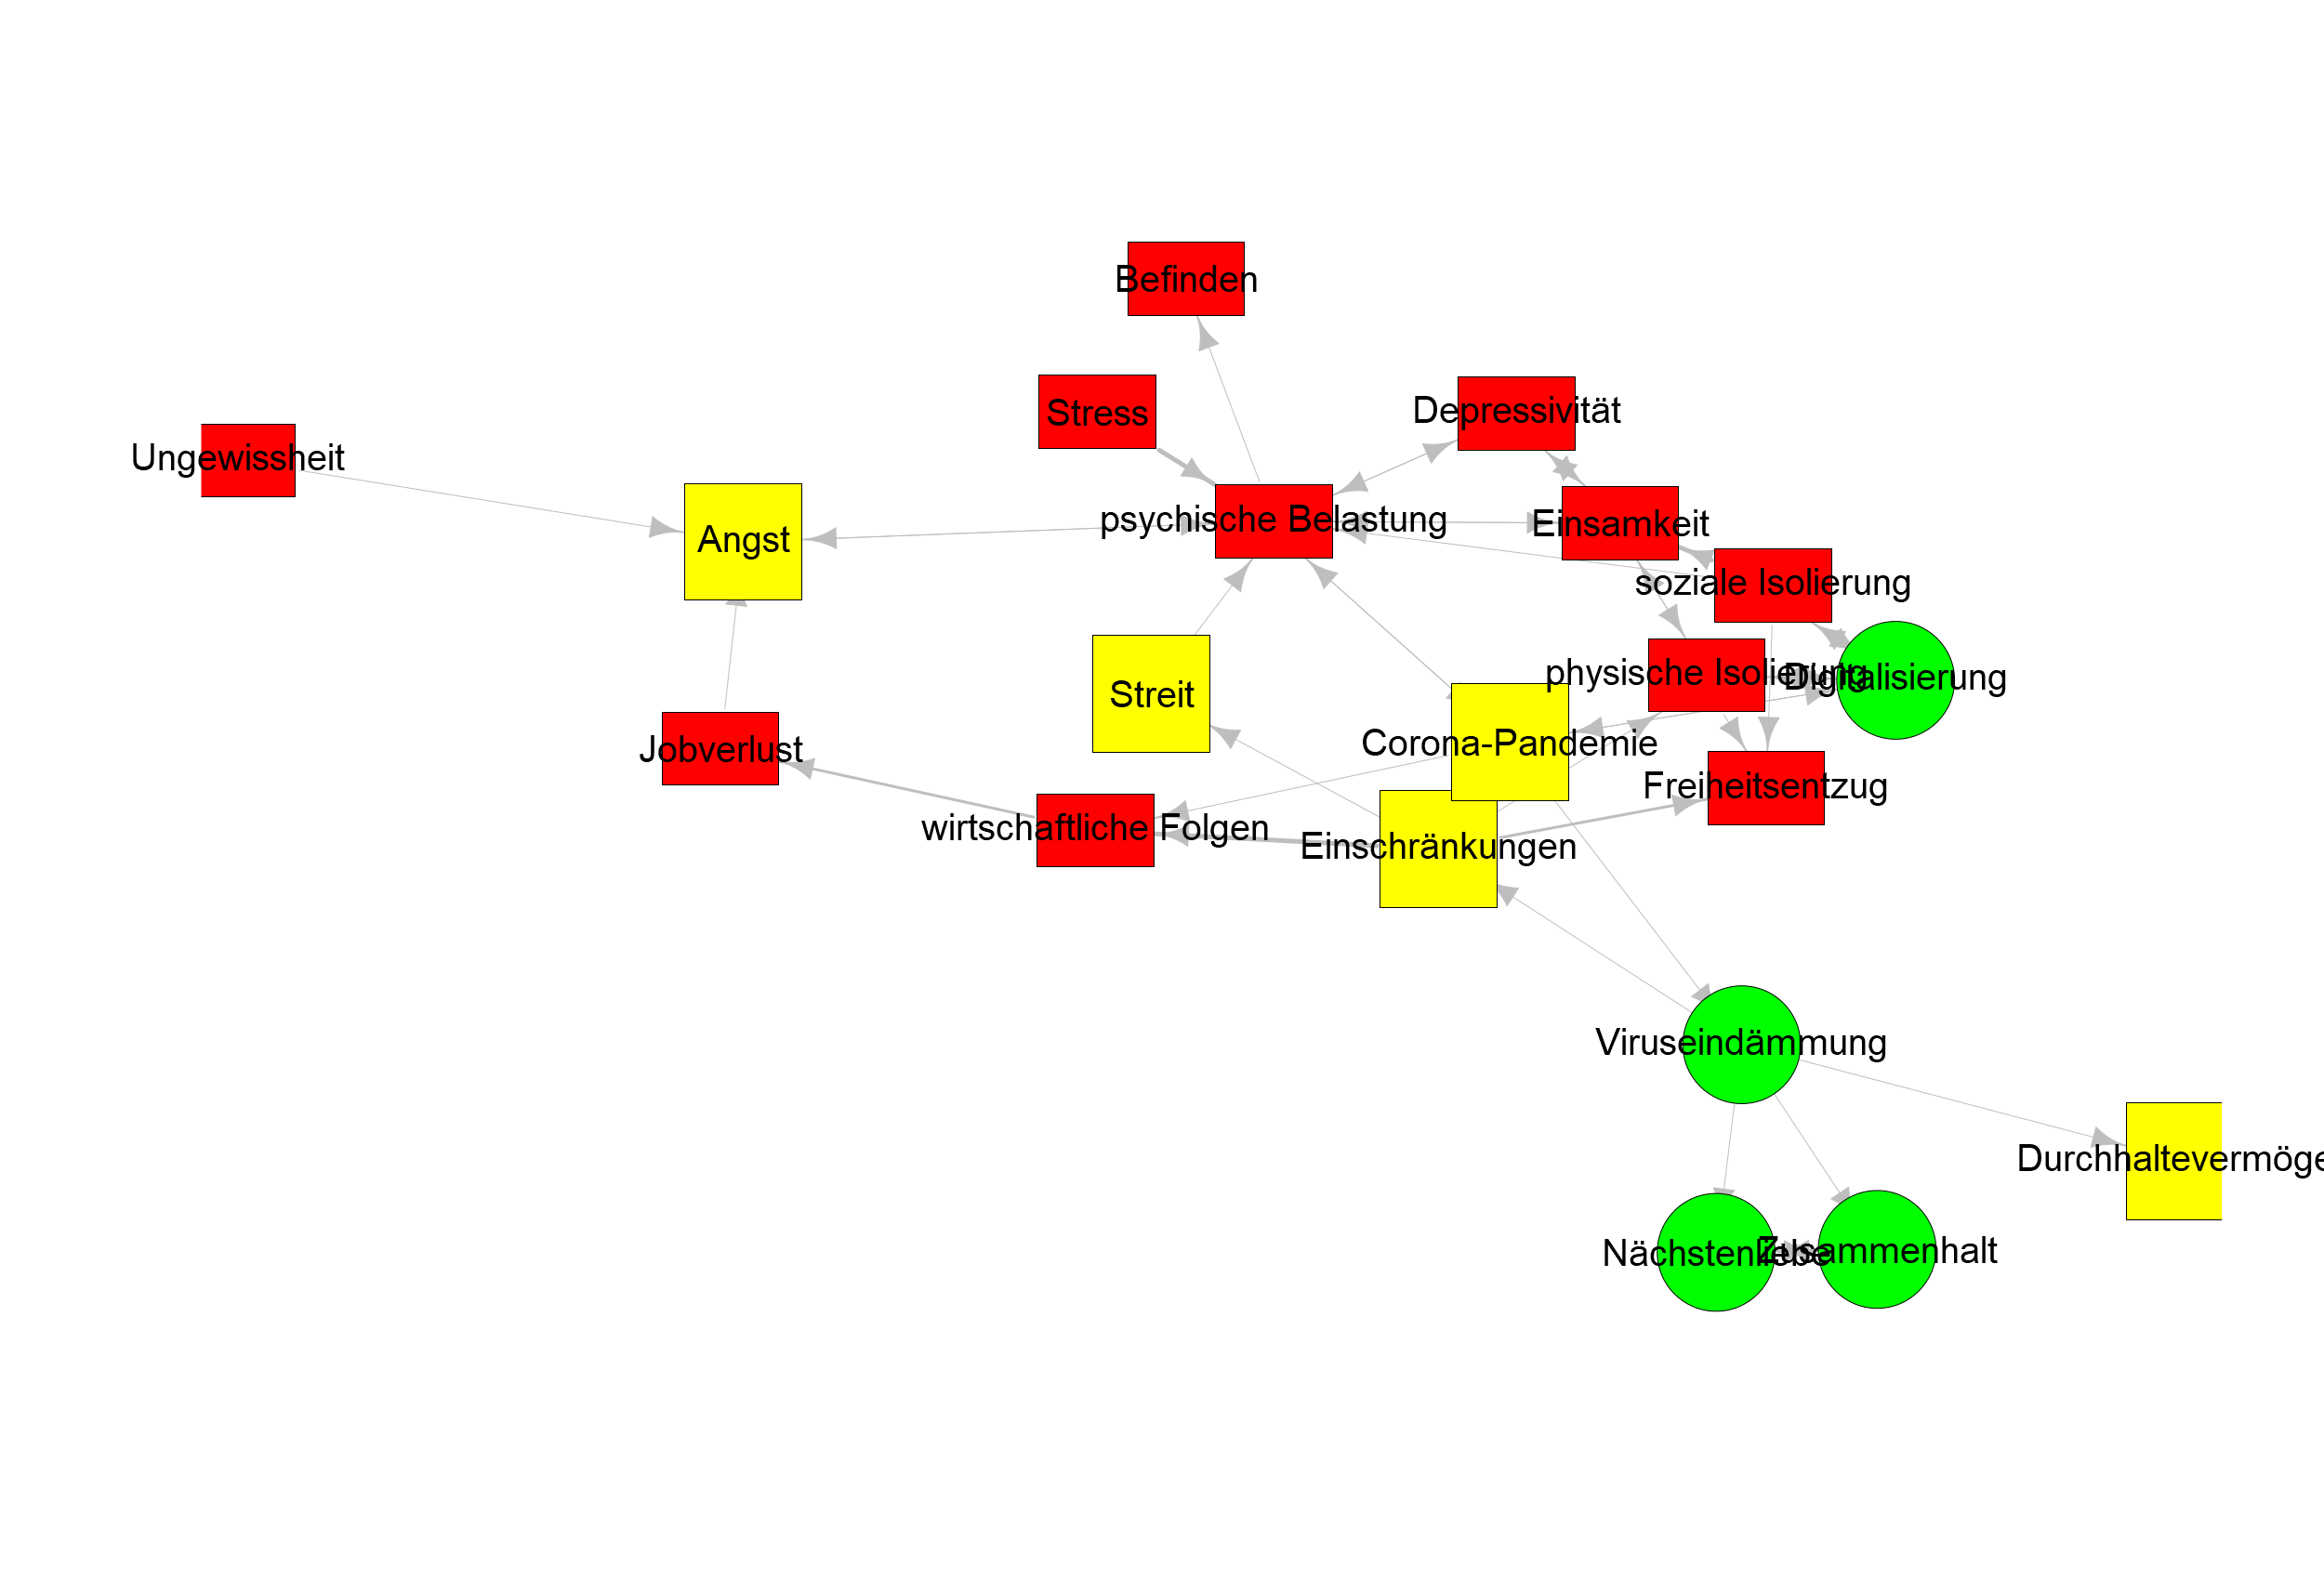 Befinden
Stress
Depressivität
Ungewissheit
Angst
psychische Belastung
Einsamkeit
soziale Isolierung
physische Isolierung
Digitalisierung
Streit
Corona-Pandemie
Jobverlust
Freiheitsentzug
wirtschaftliche Folgen
Einschränkungen
Viruseindämmung
Durchhaltevermöge
Nächstenliebe
Zusammenhalt